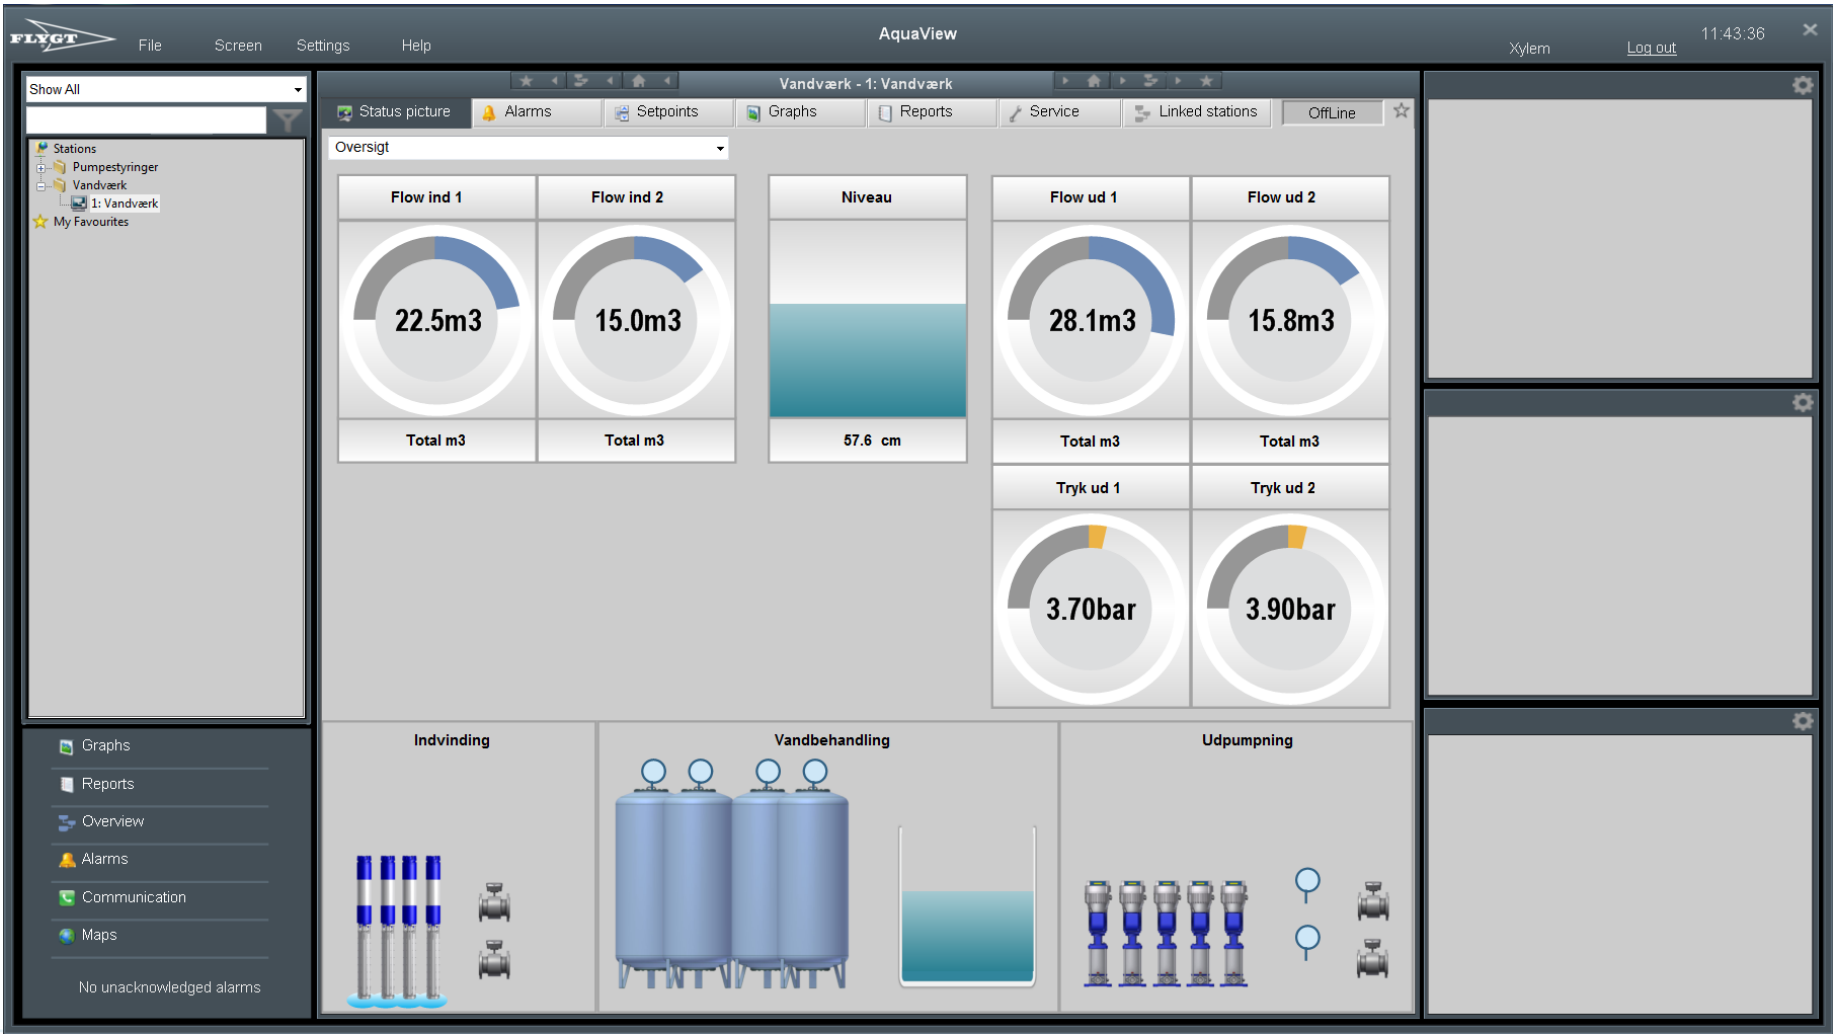 FLYGT
File
Screen
Settings
Help
AquaView
Xylem
Log out
11:43:36
Show All
Stations
Pumpestyringer
Vandværk
1: Vandværk
My Favourites
Graphs
Reports
Overview
Alarms
Communication
Maps
No unacknowledged alarms
Vandværk - 1: Vandværk
Status picture
Alarms
Setpoints
Graphs
Reports
Service
Linked stations
OffLine
Oversigt
Flow ind 1
Flow ind 2
Niveau
Flow ud 1
Flow ud 2
22.5m3
15.0m3
28.1m3
15.8m3
Total m3
Total m3
57.6 cm
Total m3
Total m3
Tryk ud 1
Tryk ud 2
3.70bar
3.90bar
Indvinding
Vandbehandling
Udpumpning